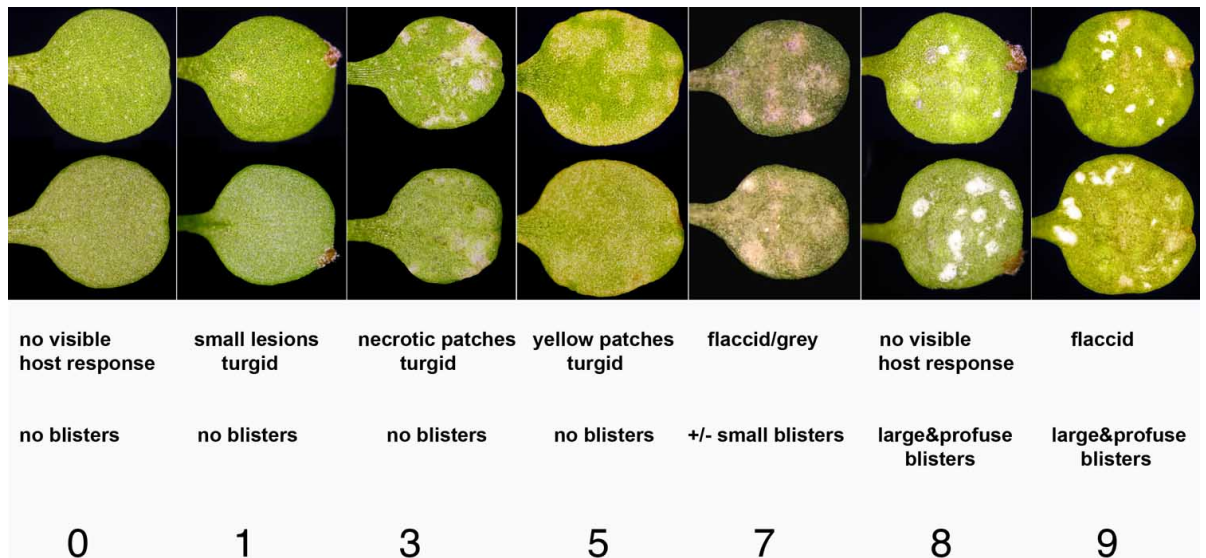 no visible
host response
small lesions
turgid
necrotic patches
turgid
yellow patches
turgid
flaccid/grey
no visible
host response
flaccid
no blisters
no blisters
no blisters
no blisters
+/- small blisters
large&profuse
blisters
large&profuse
blisters
0
1
3
5
7
8
9